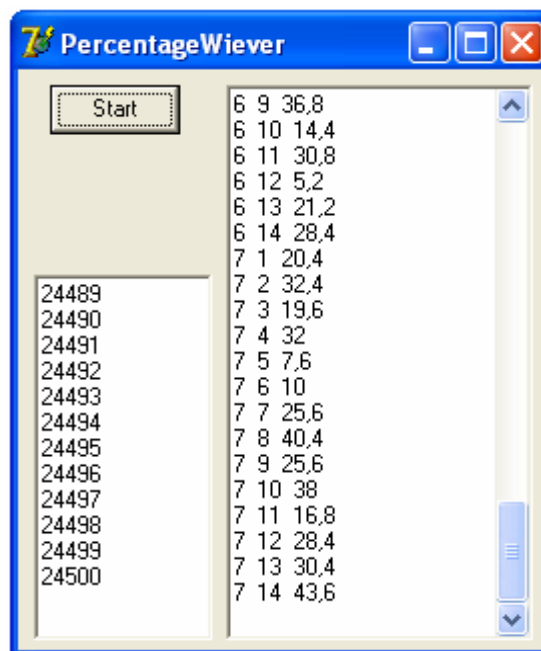 PercentageWiever
Start
24489
24490
24491
24492
24493
24494
24495
24496
24497
24498
24499
24500
6 9 36,8
6 10 14,4
6 11 30,8
6 12 5,2
6 13 21,2
6 14 28,4
7 1 20,4
7 2 32,4
7 3 19,6
7 4 32
7 5 7,6
7 6 10
7 7 25,6
7 8 40,4
7 9 25,6
7 10 38
7 11 16,8
7 12 28,4
7 13 30,4
7 14 43,6